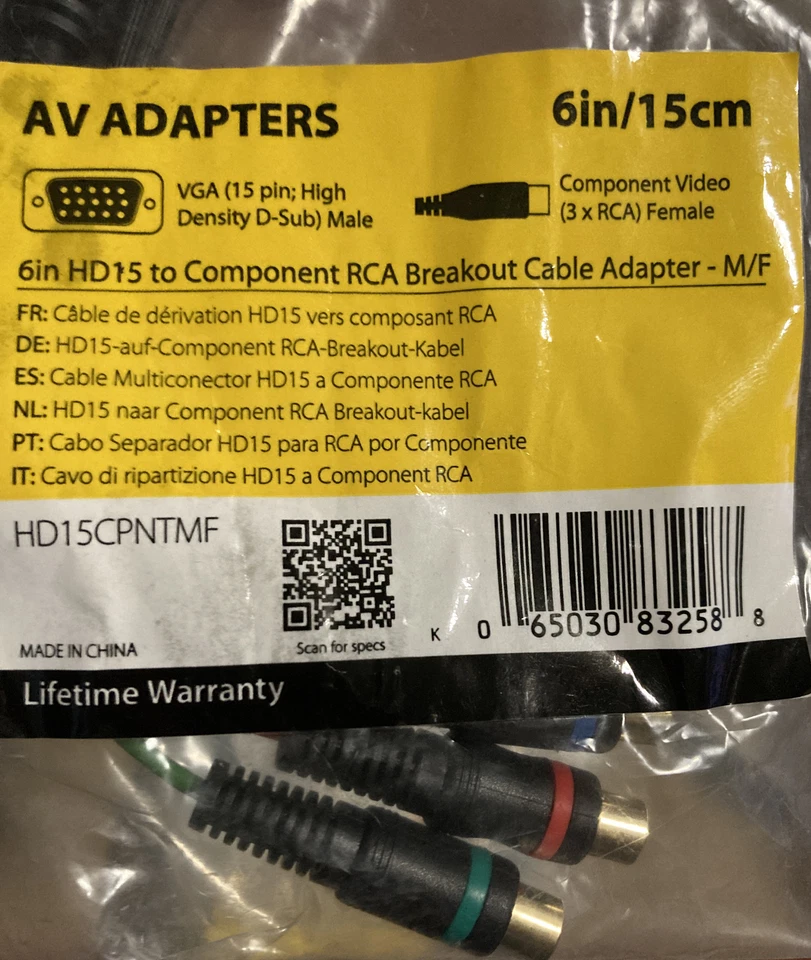 AV ADAPTERS
6in/15cm
VGA (15 pin; High
Density D-Sub) Male
Component Video
(3 x RCA) Female
6in HD15 to Component RCA Breakout Cable Adapter - M/F
FR: Câble de dérivation HD15 vers composant RCA
DE: HD15-auf-Component RCA-Breakout-Kabel
ES: Cable Multiconector HD15 a Componente RCA
NL: HD15 naar Component RCA Breakout-kabel
PT: Cabo Separador HD15 para RCA por Componente
IT: Cavo di ripartizione HD15 a Component RCA
HD15CPNTMF
K 0 65030 83258 8
MADE IN CHINA
Scan for specs
Lifetime Warranty